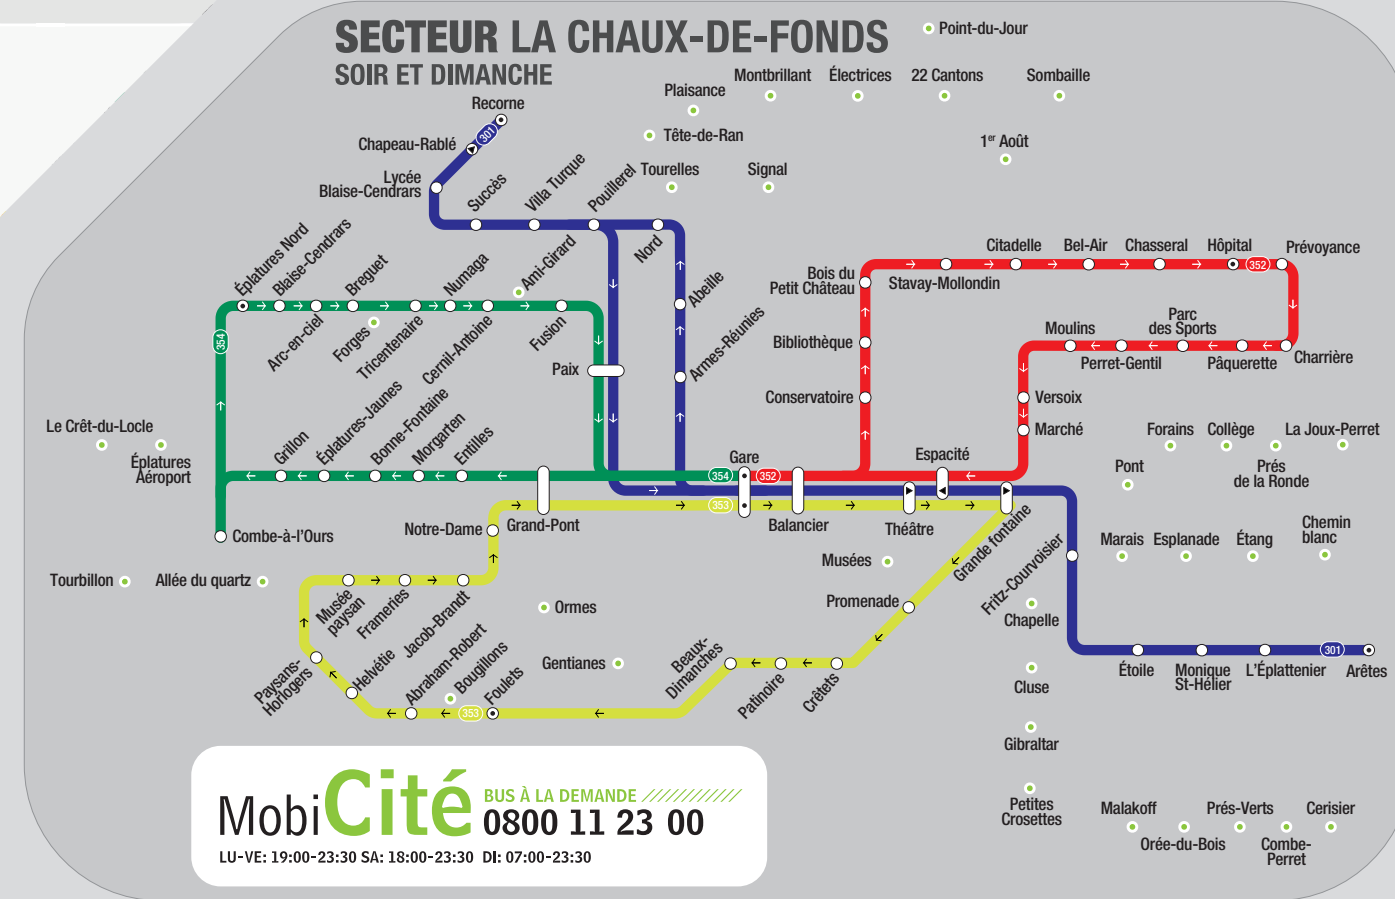 SECTEUR LA CHAUX-DE-FONDS
SOIR ET DIMANCHE
Point-du-Jour
Montbrillant
Électrices
22 Cantons
Sombaille
Plaisance
Recorne
301
Tête-de-Ran
Chapeau-Rablé
1er Août
Lycée
Blaise-Cendrars
Succès
Villa Turque
Pouillerel
Tourelles
Signal
Éplatures Nord
Blaise-Cendrars
Breguet
Numaga
Ami-Girard
Nord
Abeille
Armes-Réunies
Arc-en-ciel
Forges
Tricentenaire
Cernil-Antoine
Fusion
Paix
354
Bois du
Petit Château
Stavay-Mollondin
Citadelle
Bel-Air
Chasseral
Hôpital
352
Prévoyance
Bibliothèque
Moulins
Perret-Gentil
Parc
des Sports
Pâquerette
Charrière
Conservatoire
Versoix
Marché
Le Crêt-du-Locle
Éplatures
Aéroport
Grillon
Éplatures-Jaunes
Bonne-Fontaine
Morgarten
Entilles
Gare
354
352
Espacité
Forains
Collège
La Joux-Perret
Pont
Prés
de la Ronde
353
Combe-à-l'Ours
Notre-Dame
Grand-Pont
Balancier
Théâtre
Grande fontaine
Fritz-Courvoisier
Marais
Esplanade
Étang
Chemin
blanc
Tourbillon
Allée du quartz
Musées
Musée
paysan
Frameries
Jacob-Brandt
Ormes
Promenade
Chapelle
Paysans-
Horlogers
Helvétie
Abraham-Robert
Bougillons
Foulets
353
Gentianes
Beaux-
Dimanches
Patinoire
Crêtets
Étoile
Monique
St-Hélier
L'Éplattenier
301
Arêtes
Cluse
Gibraltar
Petites
Crosettes
Malakoff
Orée-du-Bois
Prés-Verts
Combe-
Perret
Cerisier
MobiCité
BUS À LA DEMANDE
0800 11 23 00
LU-VE: 19:00-23:30 SA: 18:00-23:30 DI: 07:00-23:30